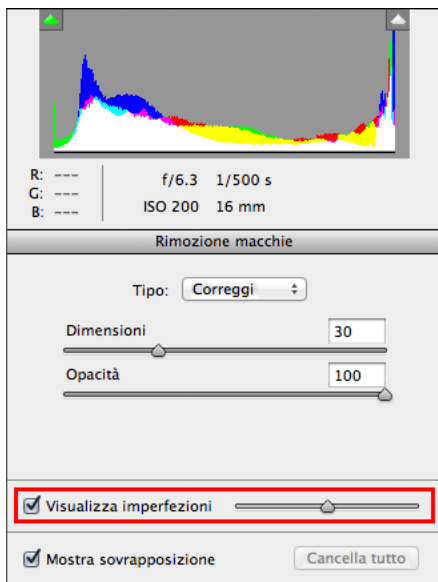 R: ---
G: ---
B: ---
f/6.3 1/500 s
ISO 200 16 mm
Rimozione macchie
Tipo: Correggi
Dimensioni 30
Opacità 100
Visualizza imperfezioni
Mostra sovrapposizione Cancella tutto